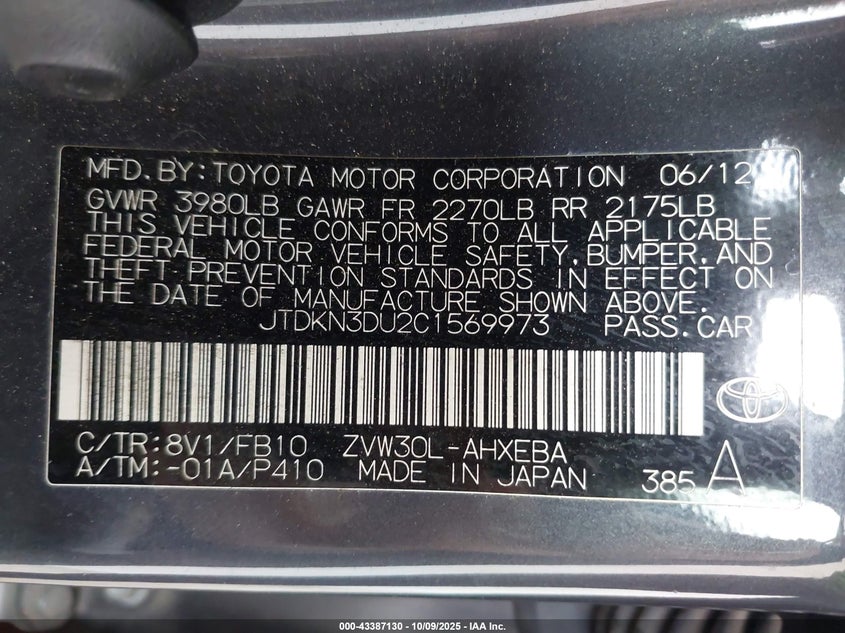 MFD. BY: TOYOTA MOTOR CORPORATION 06/12
GVWR 3980LB GAWR FR 2270LB RR 2175LB
THIS VEHICLE CONFORMS TO ALL APPLICABLE
FEDERAL MOTOR VEHICLE SAFETY, BUMPER, AND
THEFT PREVENTION STANDARDS IN EFFECT ON
THE DATE OF MANUFACTURE SHOWN ABOVE.
JTDKN3DU2C1569973 PASS. CAR
C/TR: 8V1/FB10 ZVW30L-AHXEBA
A/TM: -01A/P410 MADE IN JAPAN 385 A
000-43387130 - 10/09/2025 - IAA Inc.